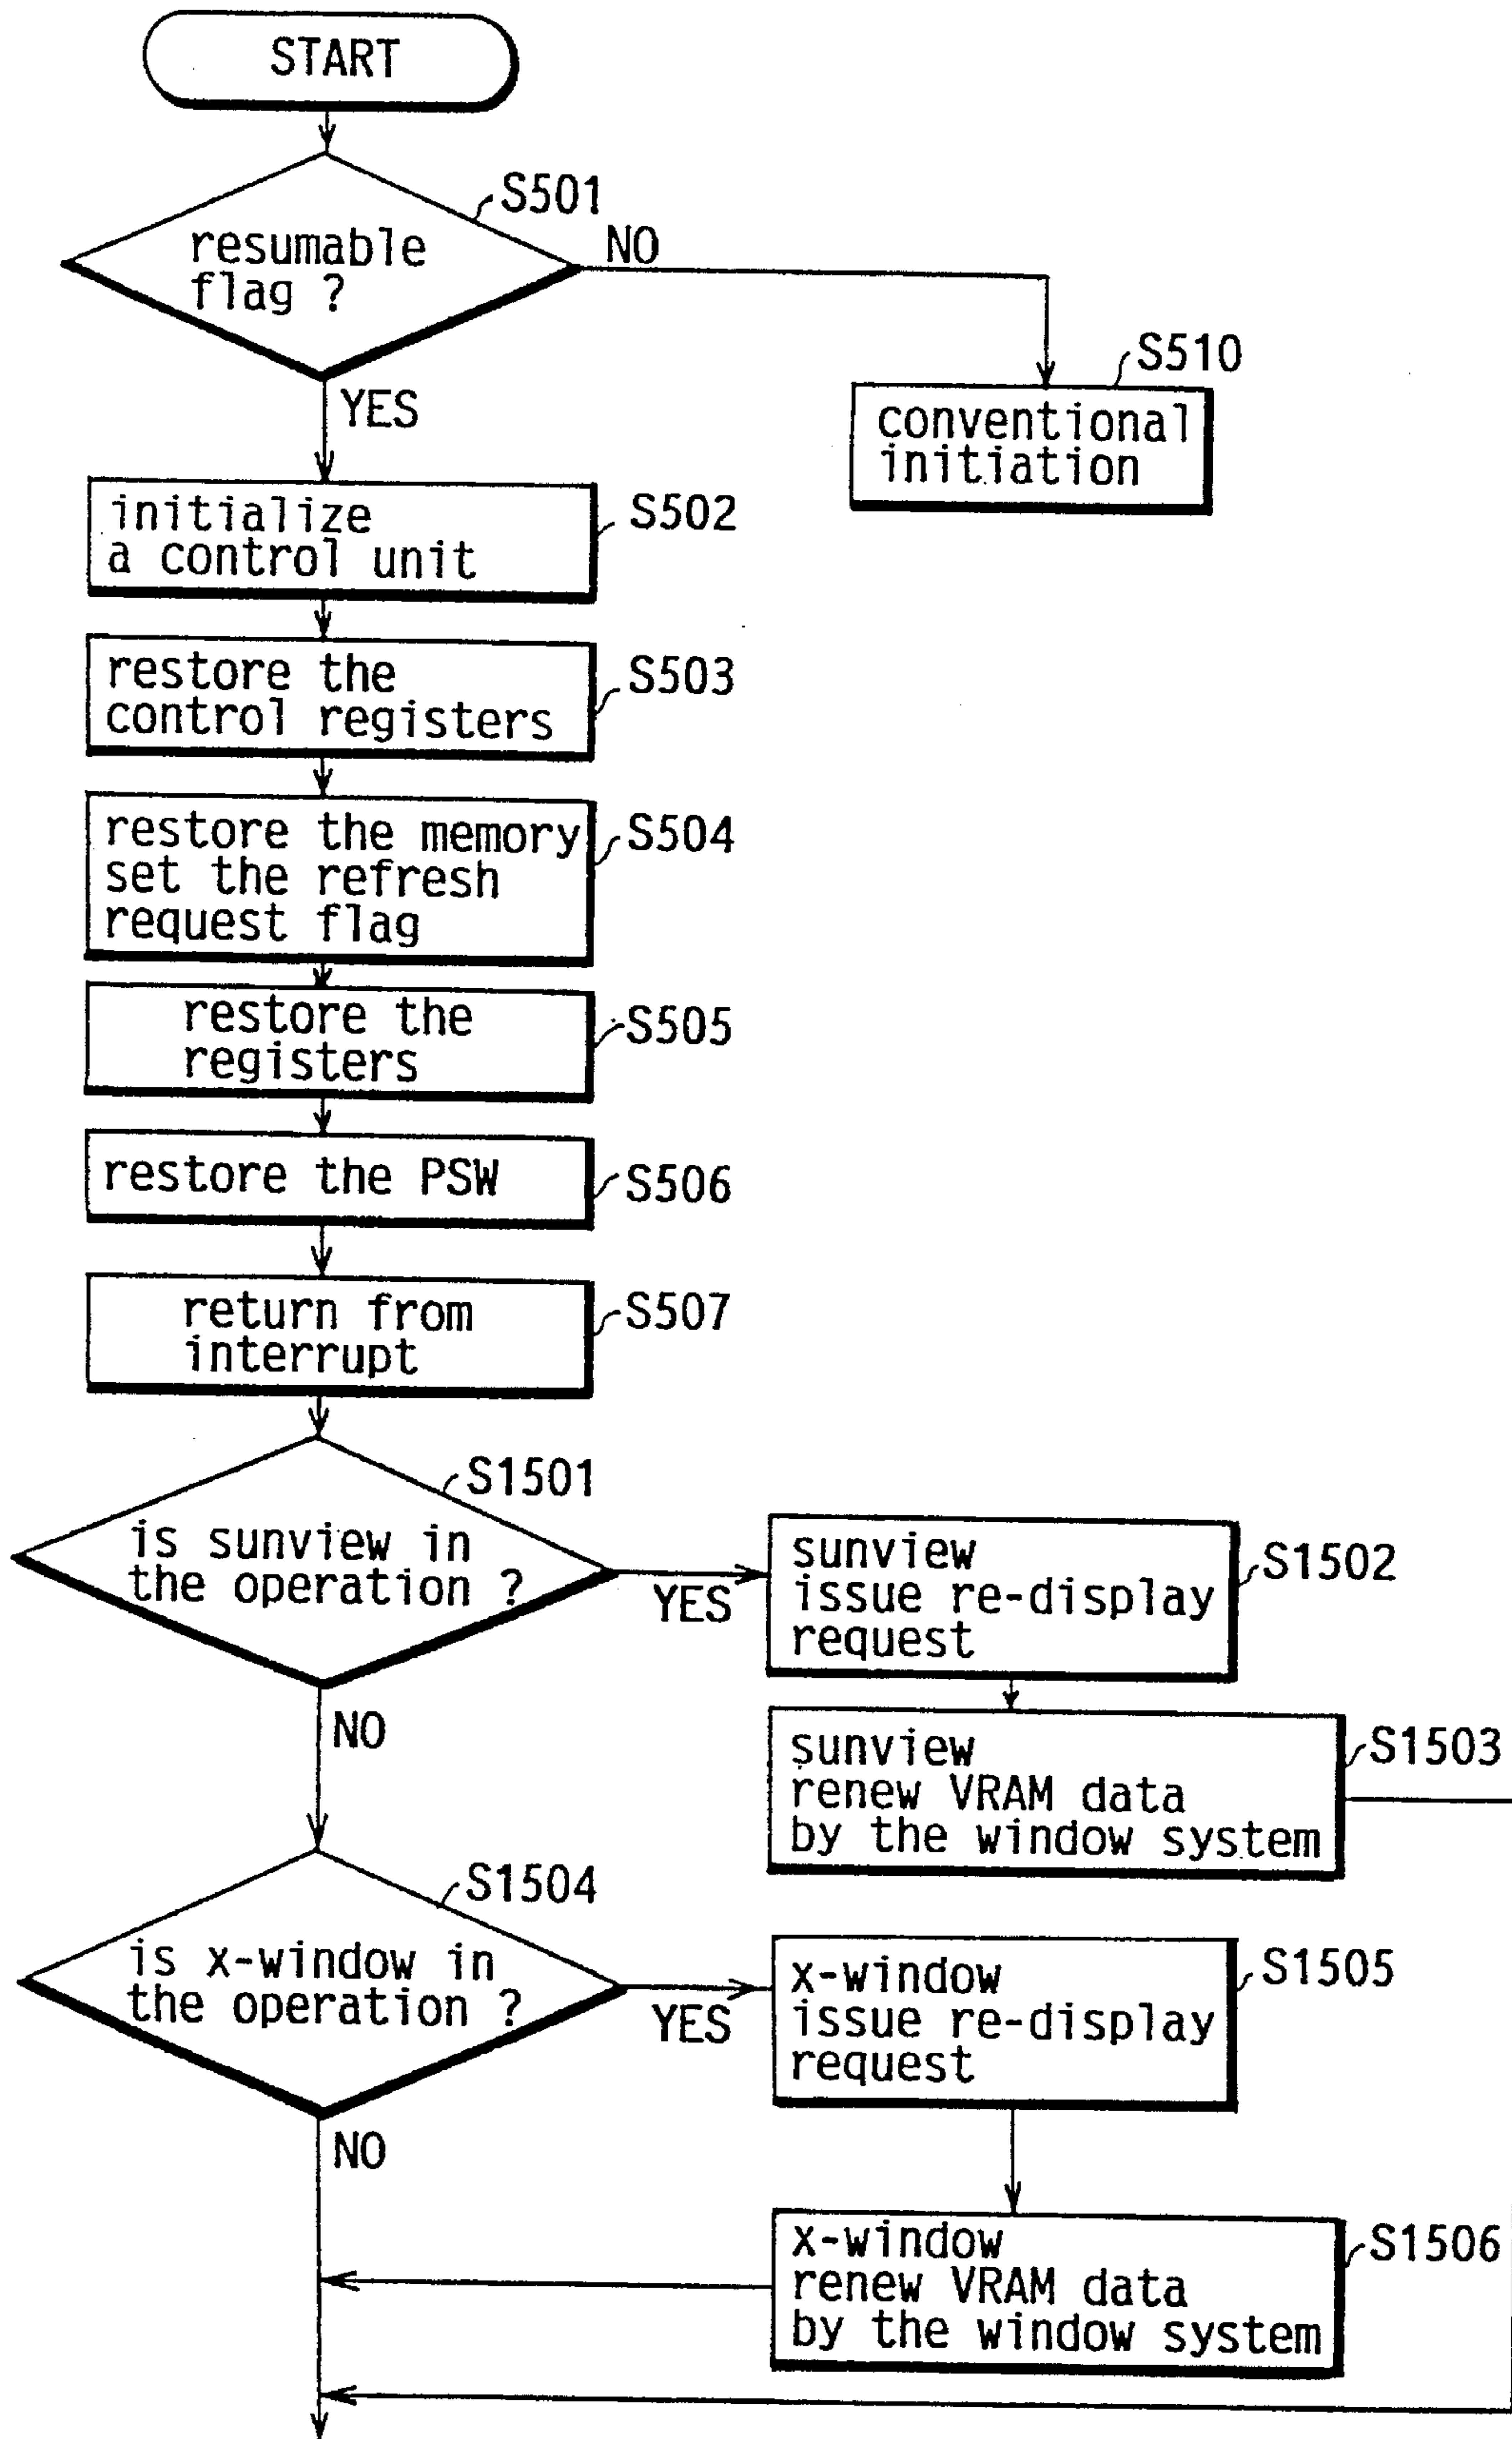 START
S501
resumable
flag ?
NO
YES
S510
conventional
initiation
initialize
a control unit
S502
restore the
control registers
S503
restore the memory
set the refresh
request flag
S504
restore the
registers
S505
restore the PSW
S506
return from
interrupt
S507
S1501
is sunview in
the operation ?
YES
NO
sunview
issue re-display
request
S1502
sunview
renew VRAM data
by the window system
S1503
S1504
is x-window in
the operation ?
YES
NO
x-window
issue re-display
request
S1505
x-window
renew VRAM data
by the window system
S1506